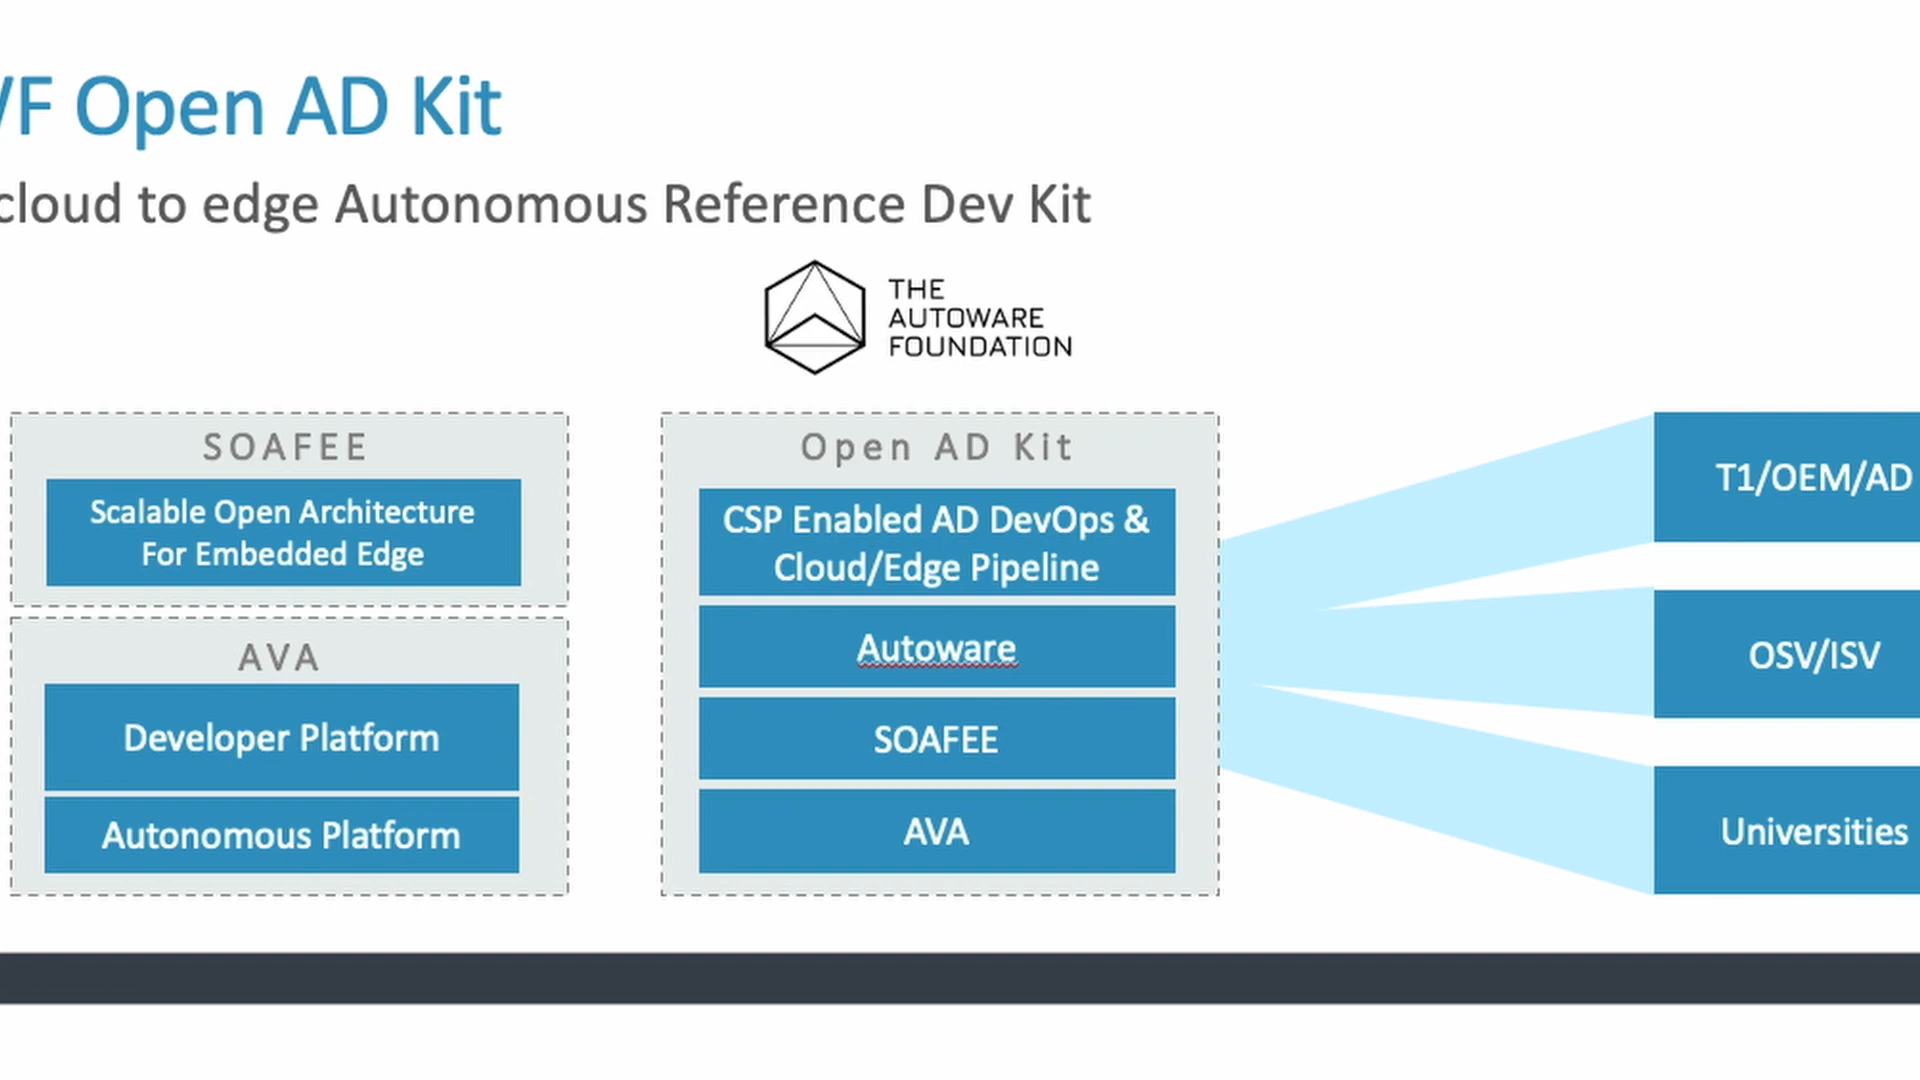 F Open AD Kit
cloud to edge Autonomous Reference Dev Kit
THE
AUTOWARE
FOUNDATION
SOAFEE
Scalable Open Architecture
For Embedded Edge
AVA
Developer Platform
Autonomous Platform
Open AD Kit
CSP Enabled AD DevOps &
Cloud/Edge Pipeline
Autoware
SOAFEE
AVA
T1/OEM/AD
OSV/ISV
Universities